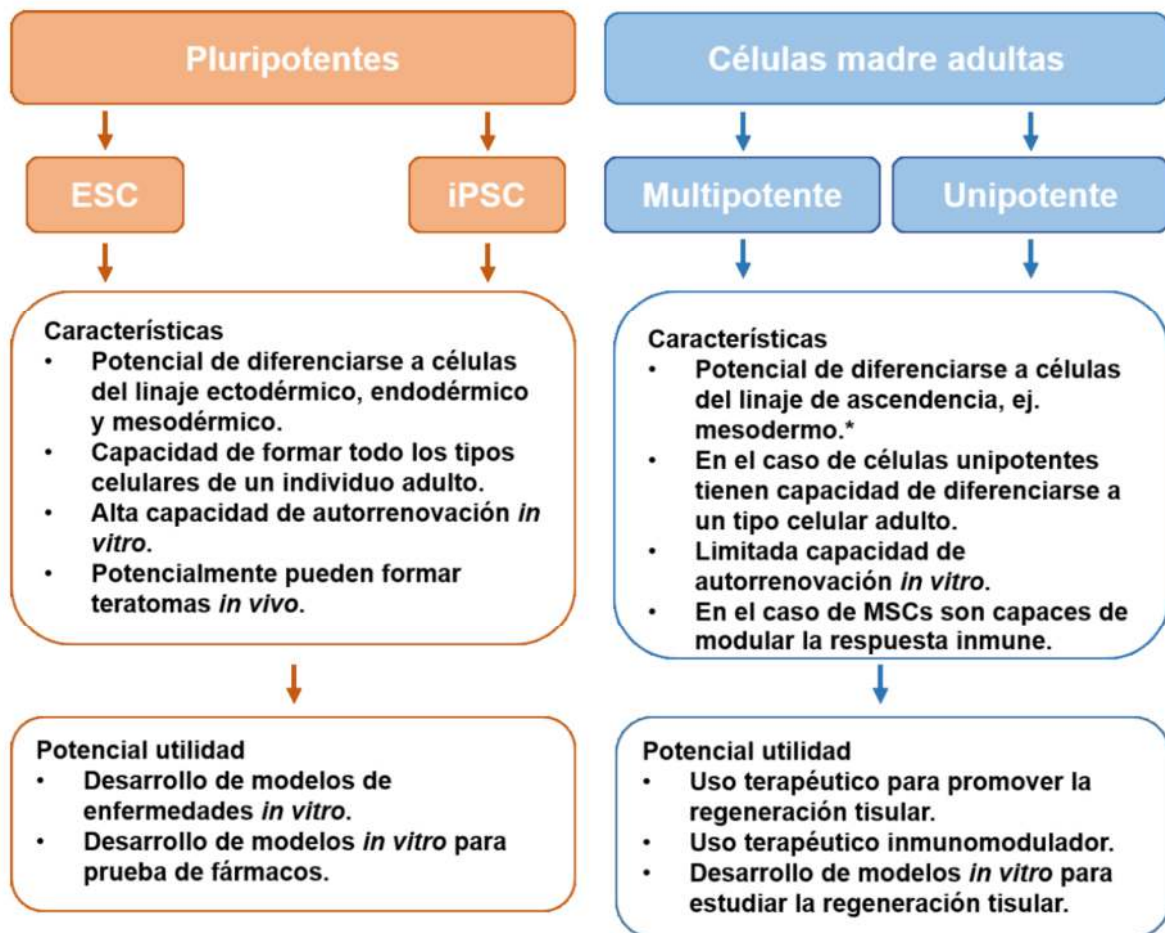 Pluripotentes
Células madre adultas
ESC
iPSC
Multipotente
Unipotente
Características
• Potencial de diferenciarse a células
del linaje ectodérmico, endodérmico
y mesodérmico.
• Capacidad de formar todo los tipos
celulares de un individuo adulto.
• Alta capacidad de autorrenovación in
vitro.
• Potencialmente pueden formar
teratomas in vivo.
Características
• Potencial de diferenciarse a células
del linaje de ascendencia, ej.
mesodermo.*
• En el caso de células unipotentes
tienen capacidad de diferenciarse a
un tipo celular adulto.
• Limitada capacidad de
autorrenovación in vitro.
• En el caso de MSCs son capaces de
modular la respuesta inmune.
Potencial utilidad
• Desarrollo de modelos de
enfermedades in vitro.
• Desarrollo de modelos in vitro para
prueba de fármacos.
Potencial utilidad
• Uso terapéutico para promover la
regeneración tisular.
• Uso terapéutico inmunomodulador.
• Desarrollo de modelos in vitro para
estudiar la regeneración tisular.